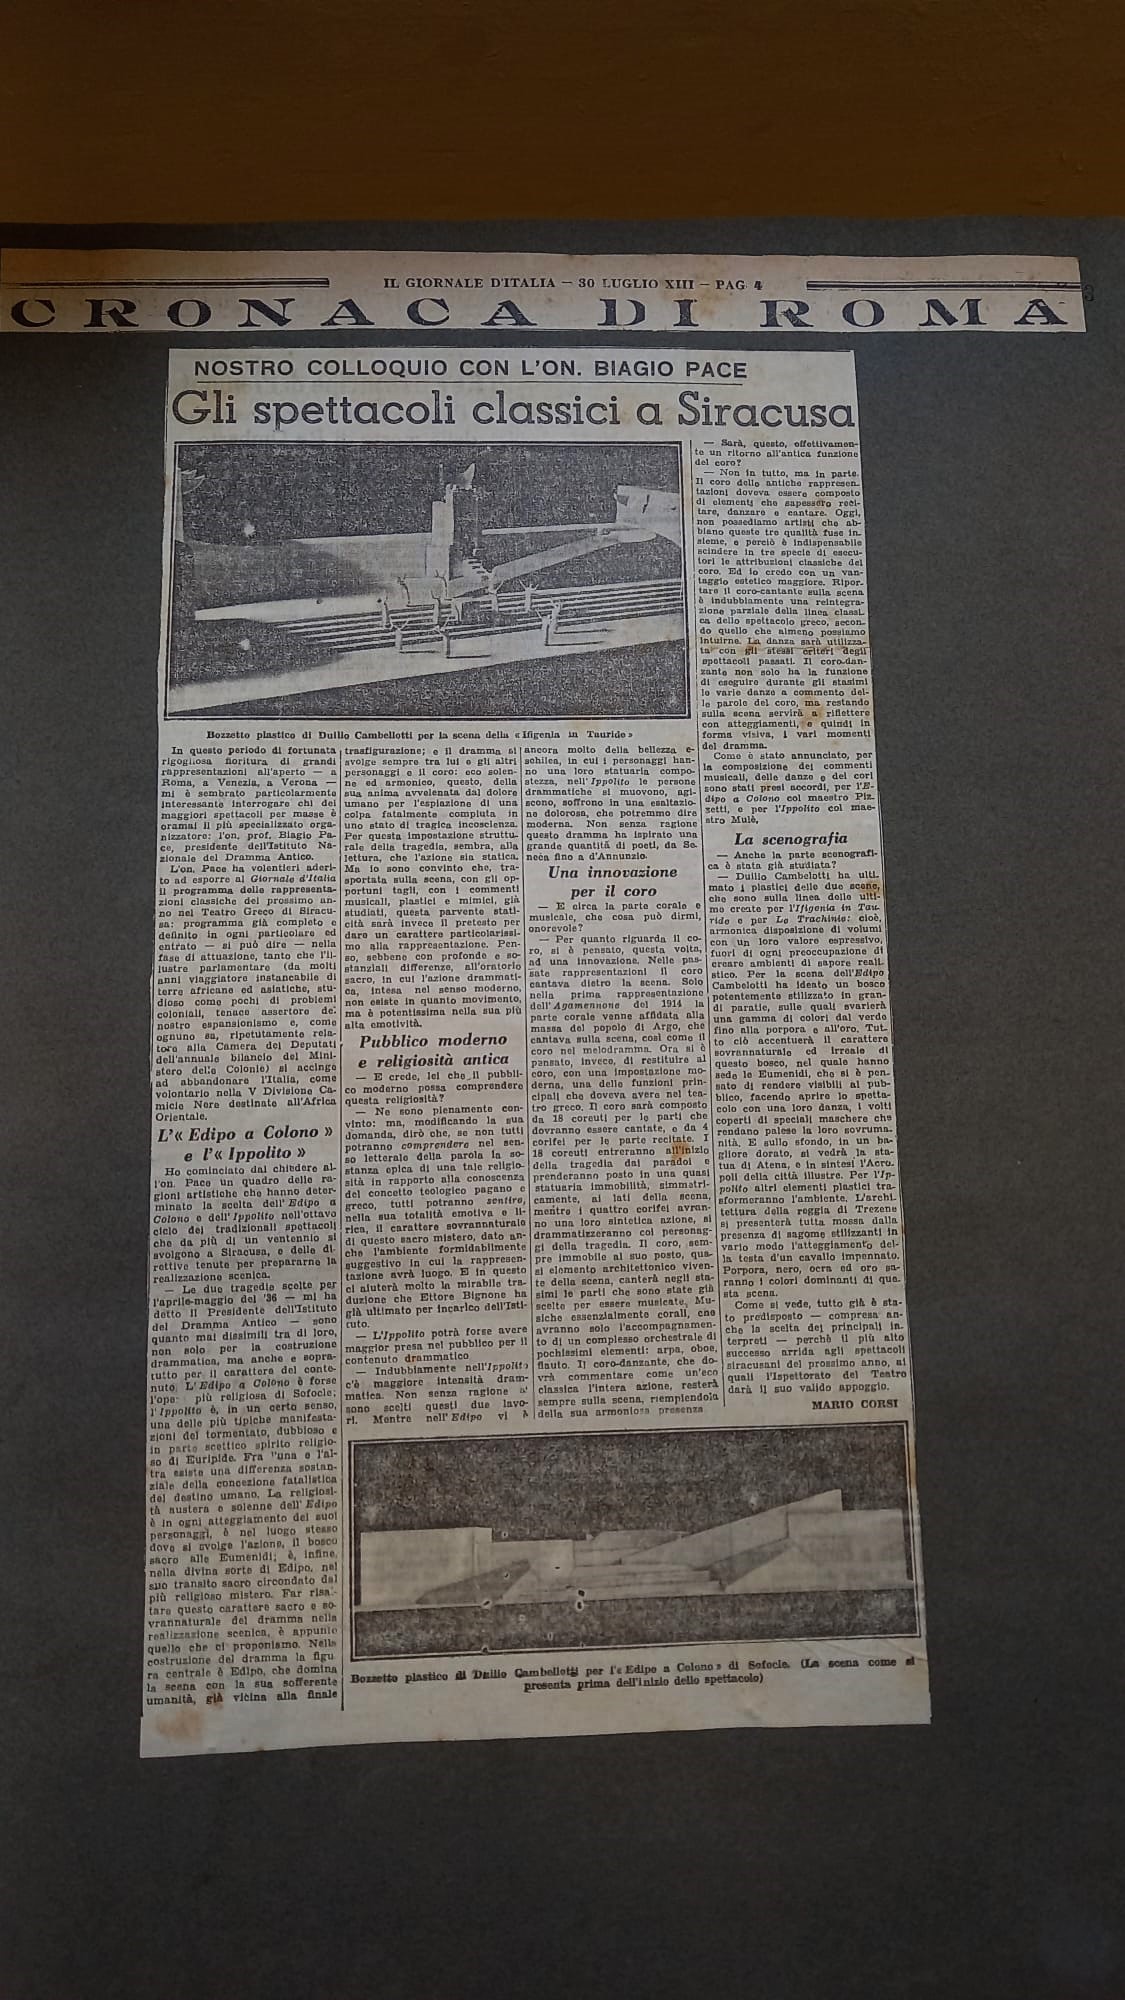 IL GIORNALE D'ITALIA — 30 LUGLIO XIII — PAG 4
CRONACA DI ROMA
NOSTRO COLLOQUIO CON L'ON. BIAGIO PACE
Gli spettacoli classici a Siracusa
Bozzetto plastico di Duilio Cambellotti per la scena della « Ifigenia in Tauride »
In questo periodo di fortunata
rigogliosa fioritura di grandi
rappresentazioni all'aperto — a
Roma, a Venezia, a Verona —
mi è sembrato particolarmente
interessante interrogare chi dei
maggiori spettacoli per masse è
oramai il più specializzato orga-
nizzatore: l'on. prof. Biagio Pa-
ce, presidente dell'Istituto Na-
zionale del Dramma Antico.
L'on. Pace ha volentieri aderi-
to ad esporre al Giornale d'Italia
il programma delle rappresenta-
zioni classiche del prossimo an-
no nel Teatro Greco di Siracu-
sa: programma già completo e
definito in ogni particolare ed
entrato — si può dire — nella
fase di attuazione, tanto che l'il-
lustre parlamentare (da molti
anni viaggiatore instancabile di
terre africane ed asiatiche, stu-
dioso come pochi di problemi
coloniali, tenace assertore del
nostro espansionismo e, come
ognuno sa, ripetutamente rela-
tore alla Camera dei Deputati
dell'annuale bilancio del Mini-
stero delle Colonie) si accinge
ad abbandonare l'Italia, come
volontario nella V Divisione Ca-
micie Nere destinate all'Africa
Orientale.
L'« Edipo a Colono »
e l'« Ippolito »
Ho cominciato dal chiedere al-
l'on. Pace un quadro delle ra-
gioni artistiche che hanno deter-
minato la scelta dell'Edipo a
Colono e dell'Ippolito nell'ottavo
ciclo dei tradizionali spettacoli
che da più di un ventennio si
svolgono a Siracusa, e delle di-
rettive tenute per prepararne la
realizzazione scenica.
— Le due tragedie scelte per
l'aprile-maggio del '36 — mi ha
detto il Presidente dell'Istituto
del Dramma Antico — sono
quanto mai dissimili tra di loro,
non solo per la costruzione
drammatica, ma anche e sopra-
tutto per il carattere del conte-
nuto. L'Edipo a Colono è forse
l'opera più religiosa di Sofocle;
l'Ippolito è, in un certo senso,
una delle più tipiche manifesta-
zioni del tormentato, dubbioso e
in parte scettico spirito religio-
so di Euripide. Fra l'una e l'al-
tra esiste una differenza sostan-
ziale della concezione fatalistica
del destino umano. La religiosi-
tà austera e solenne dell'Edipo
è in ogni atteggiamento dei suoi
personaggi, è nel luogo stesso
dove si svolge l'azione, il bosco
sacro alle Eumenidi; è, infine,
nella divina sorte di Edipo, nel
suo transito sacro circondato dal
più religioso mistero. Far risal-
tare questo carattere sacro e so-
vrannaturale del dramma nella
realizzazione scenica, è appunto
quello che ci proponiamo. Nella
costruzione del dramma la figu-
ra centrale è Edipo, che domina
la scena con la sua sofferente
umanità, già vicina alla finale
trasfigurazione; e il dramma si
svolge sempre tra lui e gli altri
personaggi e il coro: eco solen-
ne ed armonico, questo, della
sua anima avvelenata dal dolore
umano per l'espiazione di una
colpa fatalmente compiuta in
uno stato di tragica incoscienza.
Per questa impostazione struttu-
rale della tragedia, sembra, alla
lettura, che l'azione sia statica.
Ma io sono convinto che, tra-
sportata sulla scena, con gli op-
portuni tagli, con i commenti
musicali, plastici e mimici, già
studiati, questa parvente stati-
cità sarà invece il pretesto per
dare un carattere particolarissi-
mo alla rappresentazione. Pen-
so, sebbene con profonde e so-
stanziali differenze, all'oratorio
sacro, in cui l'azione drammati-
ca, intesa nel senso moderno,
non esiste in quanto movimento,
ma è potentissima nella sua più
alta emotività.
Pubblico moderno
e religiosità antica
— E crede, lei che il pubbli-
co moderno possa comprendere
questa religiosità?
— Ne sono pienamente con-
vinto: ma, modificando la sua
domanda, dirò che, se non tutti
potranno comprendere nel sen-
so letterale della parola la so-
stanza epica di una tale religio-
sità in rapporto alla conoscenza
del concetto teologico pagano e
greco, tutti potranno sentire,
nella sua totalità emotiva e li-
rica, il carattere sovrannaturale
di questo sacro mistero, dato an-
che l'ambiente formidabilmente
suggestivo in cui la rappresen-
tazione avrà luogo. E in questo
ci aiuterà molto la mirabile tra-
duzione che Ettore Bignone ha
già ultimato per incarico dell'Isti-
tuto.
— L'Ippolito potrà forse avere
maggior presa nel pubblico per il
contenuto drammatico.
— Indubbiamente nell'Ippolito
c'è maggiore intensità dram-
matica. Non senza ragione si
sono scelti questi due lavo-
ri. Mentre nell'Edipo vi è
ancora molto della bellezza e-
schilea, in cui i personaggi han-
no una loro statuaria compo-
stezza, nell'Ippolito le persone
drammatiche si muovono, agi-
scono, soffrono in una esaltazio-
ne dolorosa, che potremmo dire
moderna. Non senza ragione
questo dramma ha ispirato una
grande quantità di poeti, da Se-
neca fino a d'Annunzio.
Una innovazione
per il coro
— E circa la parte corale e
musicale, che cosa può dirmi,
onorevole?
— Per quanto riguarda il co-
ro, si è pensato, questa volta,
ad una innovazione. Nelle pas-
sate rappresentazioni il coro
cantava dietro la scena. Solo
nella prima rappresentazione
dell'Agamennone del 1914 la
parte corale venne affidata alla
massa del popolo di Argo, che
cantava sulla scena, così come il
coro nel melodramma. Ora si è
pensato, invece, di restituire al
coro, con una impostazione mo-
derna, una delle funzioni prin-
cipali che doveva avere nel tea-
tro greco. Il coro sarà composto
da 18 coreuti per le parti che
dovranno essere cantate, e da 4
corifei per le parte recitate. I
18 coreuti entreranno all'inizio
della tragedia dai paradoi e
prenderanno posto in una quasi
statuaria immobilità, simmetri-
camente, ai lati della scena,
mentre i quattro corifei avran-
no una loro sintetica azione, si
drammatizzeranno coi personag-
gi della tragedia. Il coro, sem-
pre immobile al suo posto, qua-
si elemento architettonico viven-
te della scena, canterà negli sta-
simi le parti che sono state già
scelte per essere musicate. Mu-
siche essenzialmente corali, che
avranno solo l'accompagnamen-
to di un complesso orchestrale di
pochissimi elementi: arpa, oboe,
flauto. Il coro-danzante, che do-
vrà commentare come un'eco
classica l'intera azione, resterà
sempre sulla scena, riempiendola
della sua armoniosa presenza
— Sarà, questo, effettivamen-
te un ritorno all'antica funzione
del coro?
— Non in tutto, ma in parte.
Il coro delle antiche rappresen-
tazioni doveva essere composto
di elementi che sapessero reci-
tare, danzare e cantare. Oggi,
non possediamo artisti che ab-
biano queste tre qualità fuse in-
sieme, e perciò è indispensabile
scindere in tre specie di esecu-
tori le attribuzioni classiche del
coro. Ed io credo con un van-
taggio estetico maggiore. Ripor-
tare il coro-cantante sulla scena
è indubbiamente una reintegra-
zione parziale della linea classi-
ca dello spettacolo greco, secon-
do quello che almeno possiamo
intuirne. La danza sarà utilizza-
ta con gli stessi criteri degli
spettacoli passati. Il coro-dan-
zante non solo ha la funzione
di eseguire durante gli stasimi
le varie danze a commento del-
le parole del coro, ma restando
sulla scena servirà a riflettere
con atteggiamenti, e quindi in
forma visiva, i vari momenti
del dramma.
Come è stato annunciato, per
la composizione dei commenti
musicali, delle danze e dei cori
sono stati presi accordi, per l'E-
dipo a Colono col maestro Piz-
zetti, e per l'Ippolito col mae-
stro Mulè.
La scenografia
— Anche la parte scenografi-
ca è stata già studiata?
— Duilio Cambellotti ha ulti-
mato i plastici delle due scene,
che sono sulla linea delle ulti-
me create per l'Ifigenia in Tau-
ride e per Le Trachinie: cioè,
armonica disposizione di volumi
con un loro valore espressivo,
fuori di ogni preoccupazione di
creare ambienti di sapore reali-
stico. Per la scena dell'Edipo
Cambelotti ha ideato un bosco
potentemente stilizzato in gran-
di paratie, sulle quali svarierà
una gamma di colori dal verde
fino alla porpora e all'oro. Tut-
to ciò accentuerà il carattere
sovrannaturale ed irreale di
questo bosco, nel quale hanno
sede le Eumenidi, che si è pen-
sato di rendere visibili al pub-
blico, facendo aprire lo spetta-
colo con una loro danza, i volti
coperti di speciali maschere che
rendano palese la loro sovruma-
nità. E sullo sfondo, in un ba-
gliore dorato, si vedrà la sta-
tua di Atena, e in sintesi l'Acro-
poli della città illustre. Per l'Ip-
polito altri elementi plastici tra-
sformeranno l'ambiente. L'archi-
tettura della reggia di Trezene
si presenterà tutta mossa dalla
presenza di sagome stilizzanti in
vario modo l'atteggiamento del-
la testa d'un cavallo impennato.
Porpora, nero, ocra ed oro sa-
ranno i colori dominanti di que-
sta scena.
Come si vede, tutto già è sta-
to predisposto — compresa an-
che la scelta dei principali in-
terpreti — perchè il più alto
successo arrida agli spettacoli
siracusani del prossimo anno, ai
quali l'Ispettorato del Teatro
darà il suo valido appoggio.
MARIO CORSI
Bozzetto plastico di Duilio Cambellotti per l'« Edipo a Colono » di Sofocle. (La scena come si
presenta prima dell'inizio dello spettacolo)